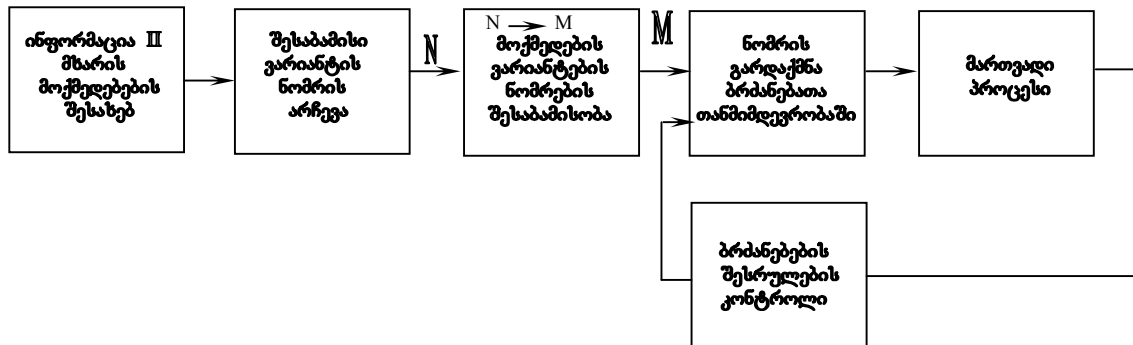 ინფორმაცია II
მხარის
მოქმედებების
შესახებ
შესაბამისი
ვარიანტის
ნომრის
არჩევა
N
N → M
მოქმედების
ვარიანტების
ნომრების
შესაბამისობა
M
ნომრის
გარდაქმნა
ბრძანებათა
თანმიმდევრობაში
მართვადი
პროცესი
ბრძანებების
შესრულების
კონტროლი